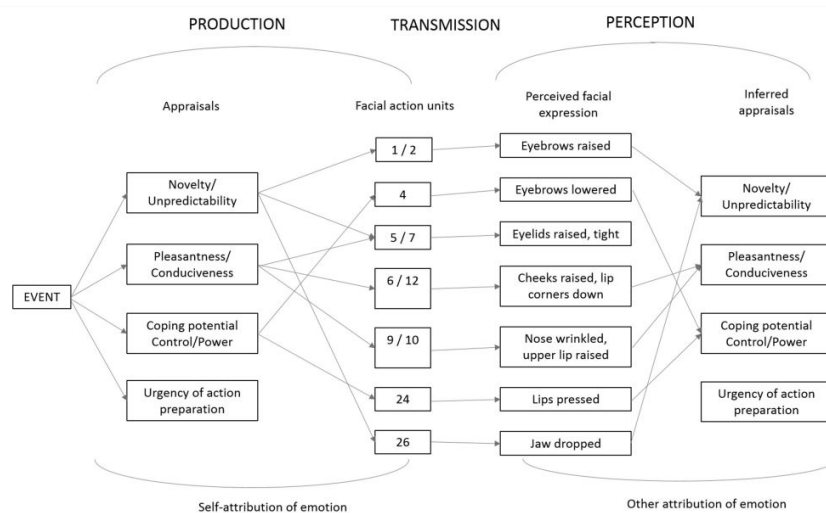 PRODUCTION
TRANSMISSION
PERCEPTION
Appraisals
Facial action units
Perceived facial
expression
Inferred
appraisals
EVENT
Novelty/
Unpredictability
Pleasantness/
Conduciveness
Coping potential
Control/Power
Urgency of action
preparation
1 / 2
4
5 / 7
6 / 12
9 / 10
24
26
Eyebrows raised
Eyebrows lowered
Eyelids raised, tight
Cheeks raised, lip
corners down
Nose wrinkled,
upper lip raised
Lips pressed
Jaw dropped
Novelty/
Unpredictability
Pleasantness/
Conduciveness
Coping potential
Control/Power
Urgency of action
preparation
Self-attribution of emotion
Other attribution of emotion